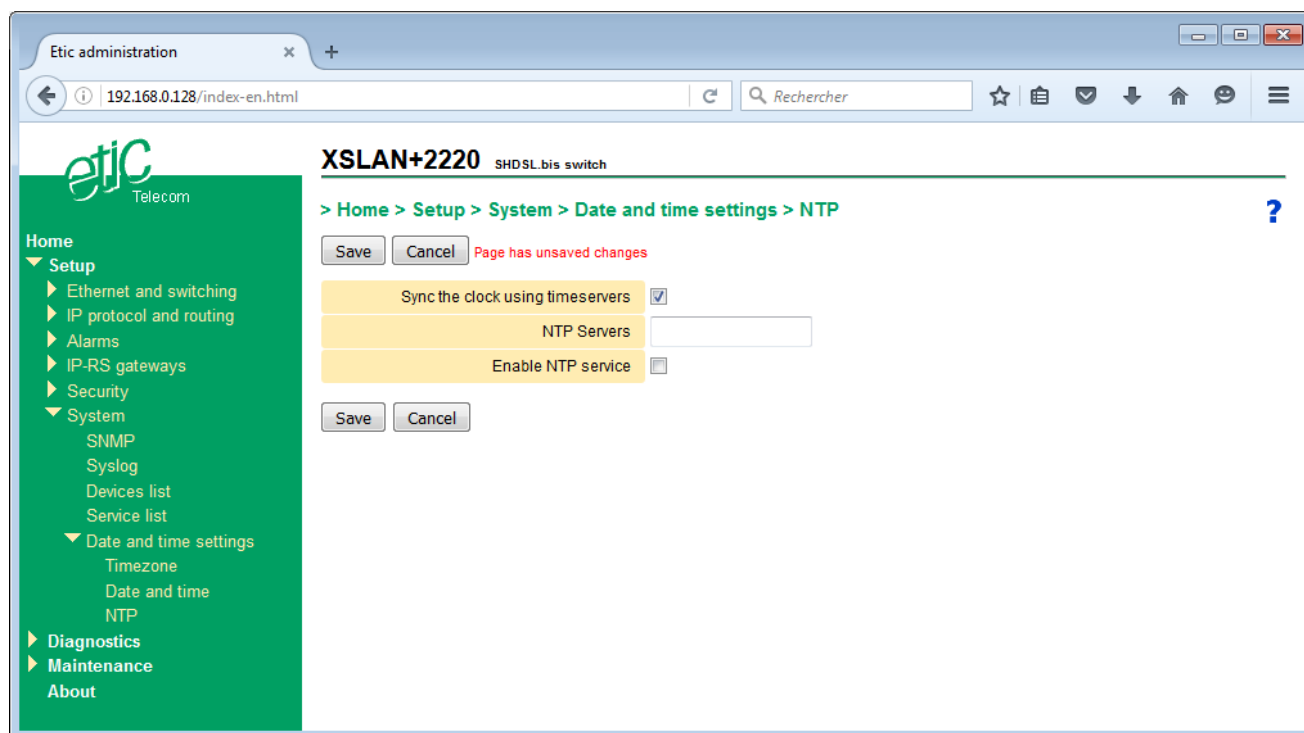 Etic administration
192.168.0.128/index-en.html
Rechercher
etic
Telecom
XSLAN+2220 SHDSL.bis switch
> Home > Setup > System > Date and time settings > NTP
?
Home
Setup
Ethernet and switching
IP protocol and routing
Alarms
IP-RS gateways
Security
System
SNMP
Syslog
Devices list
Service list
Date and time settings
Timezone
Date and time
NTP
Diagnostics
Maintenance
About
Save Cancel Page has unsaved changes
Sync the clock using timeservers
NTP Servers
Enable NTP service
Save Cancel